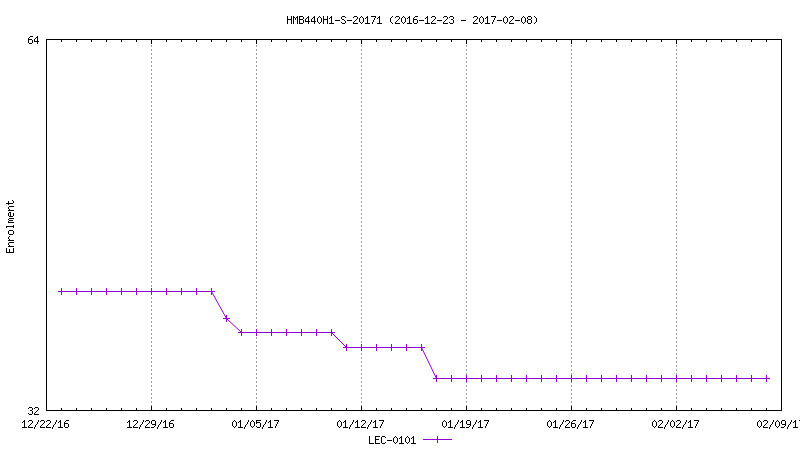 HMB440H1-S-20171 (2016-12-23 - 2017-02-08)
64
Enrolment
32
12/22/16 12/29/16 01/05/17 01/12/17 01/19/17 01/26/17 02/02/17 02/09/1
LEC-0101